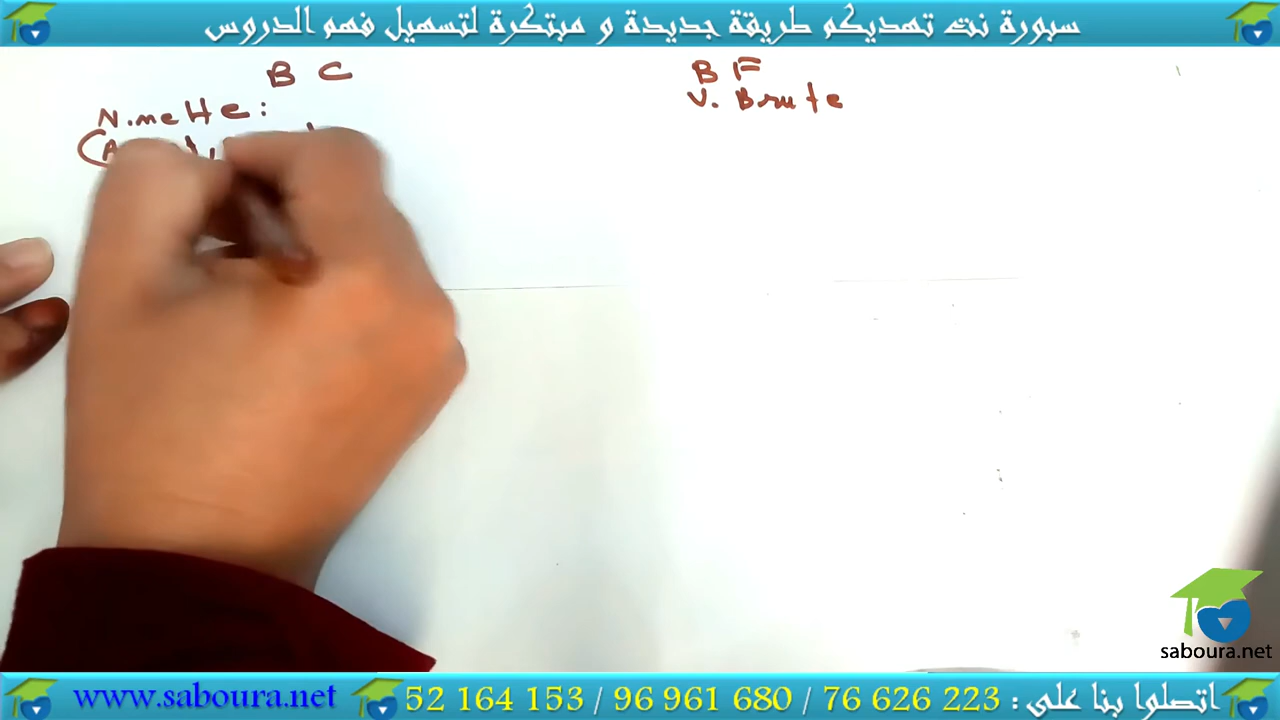 سبورة نت تهديكم طريقة جديدة و مبتكرة لتسهيل فهم الدروس
B C
B F
N. nette :
V. Brute
saboura.net
www.saboura.net 52 164 153 / 96 961 680 / 76 626 223 : اتصلوا بنا على